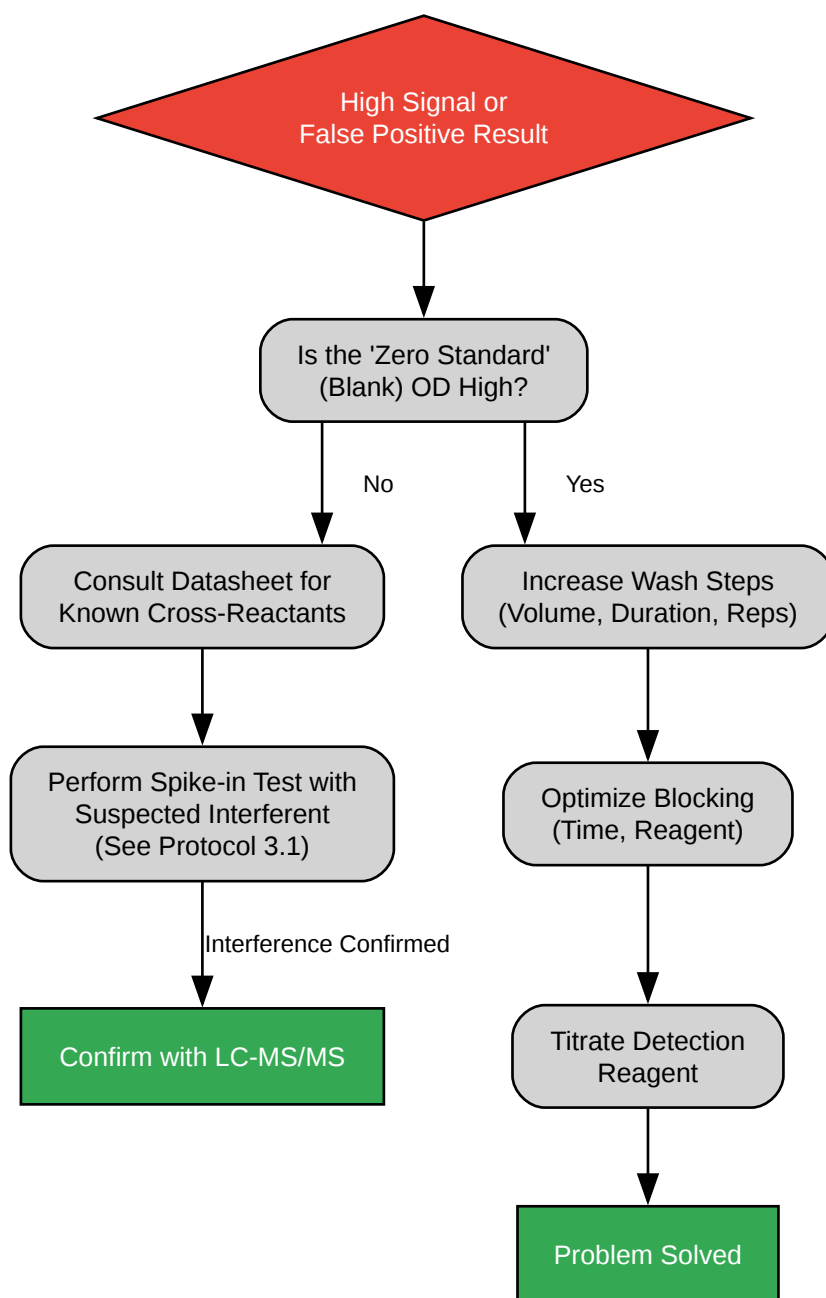 High Signal or
False Positive Result
Is the 'Zero Standard'
(Blank) OD High?
No
Yes
Consult Datasheet for
Known Cross-Reactants
Increase Wash Steps
(Volume, Duration, Reps)
Perform Spike-in Test with
Suspected Interferent
(See Protocol 3.1)
Optimize Blocking
(Time, Reagent)
Interference Confirmed
Confirm with LC-MS/MS
Titrate Detection
Reagent
Problem Solved